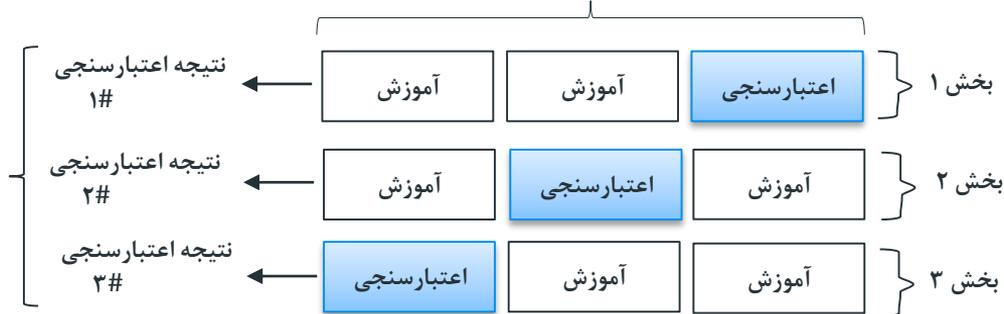 بخش ۱
اعتبارسنجی
آموزش
آموزش
نتیجه اعتبارسنجی
#۱
بخش ۲
آموزش
اعتبارسنجی
آموزش
نتیجه اعتبارسنجی
#۲
بخش ۳
آموزش
آموزش
اعتبارسنجی
نتیجه اعتبارسنجی
#۳